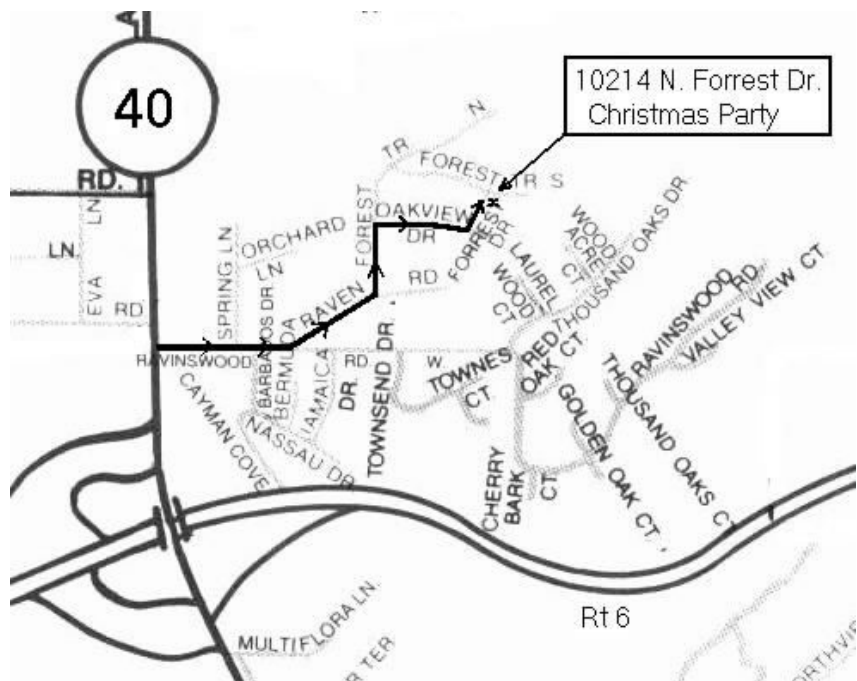 10214 N. Forrest Dr.
Christmas Party
40
N
TR
FOREST TR S
RD.
FOREST
OAKVIEW
DR
FORREST
DR
LN
ORCHARD
LN
LN.
EVA
SPRING LN
RD
RAVEN
RD
LAUREL
WOOD
CT
WOOD
ACRE
CT
THOUSAND OAKS DR
RAVINSWOOD
RD
W
BARBADOS DR.
BERMUDA
JAMAICA
DR.
TOWNSEND DR.
TOWNES
CT
RED
OAK CT
RAVINSWOOD
RD.
VALLEY VIEW CT.
CAYMAN COVE
NASSAU DR
CHERRY
BARK
CT.
GOLDEN OAK CT.
THOUSAND OAKS CT
Rt 6
MULTIFLORA LN.
TER